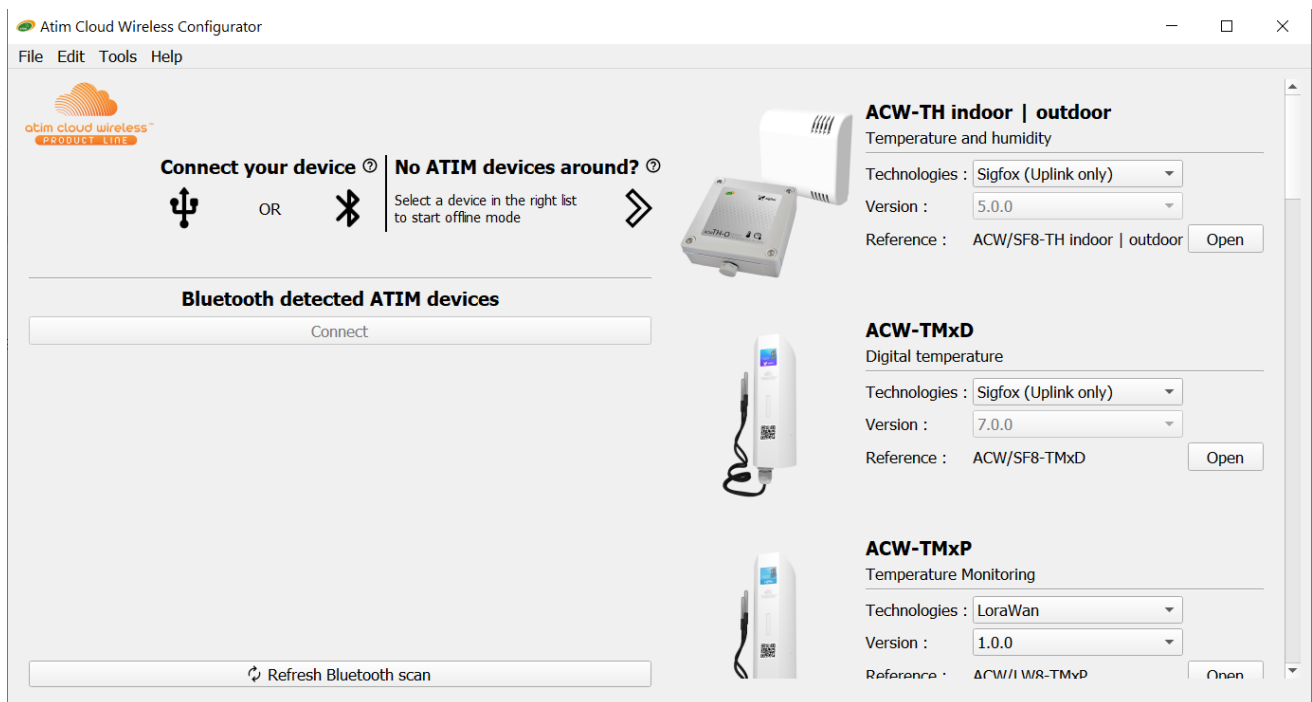 Atim Cloud Wireless Configurator
File Edit Tools Help
atim cloud wireless™
PRODUCT LINE
Connect your device
OR
No ATIM devices around?
Select a device in the right list
to start offline mode
Bluetooth detected ATIM devices
Connect
Refresh Bluetooth scan
ACW-TH indoor | outdoor
Temperature and humidity
Technologies : Sigfox (Uplink only)
Version : 5.0.0
Reference : ACW/SF8-TH indoor | outdoor Open
ACW-TMxD
Digital temperature
Technologies : Sigfox (Uplink only)
Version : 7.0.0
Reference : ACW/SF8-TMxD Open
ACW-TMxP
Temperature Monitoring
Technologies : LoraWan
Version : 1.0.0
Reference : ACW/LW8-TMxP Open